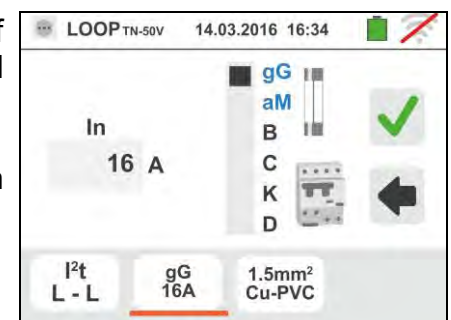 LOOP TN-50V 14.03.2016 16:34
gG
aM
B
C
K
D
In
16 A
I²t
L - L
gG
16A
1.5mm²
Cu-PVC